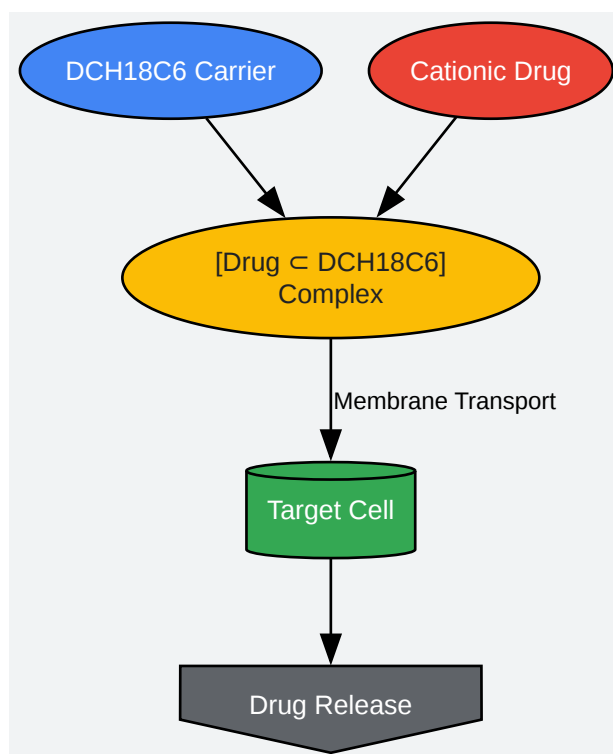 DCH18C6 Carrier
Cationic Drug
[Drug ⊂ DCH18C6]
Complex
Membrane Transport
Target Cell
Drug Release